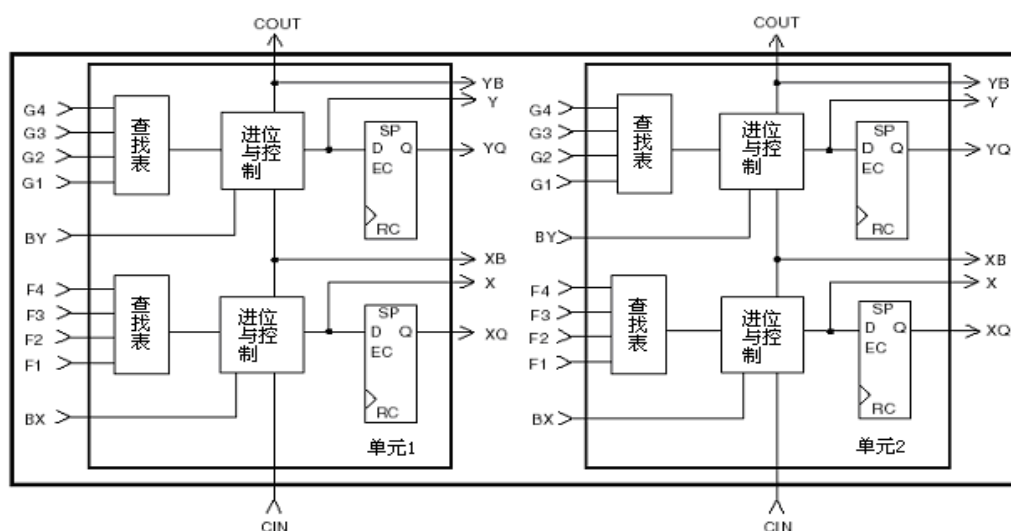 COUT
COUT
YB
Y
G4
G3
G2
G1
查找表
进位与控制
SP
D Q
EC
RC
YQ
BY
XB
X
F4
F3
F2
F1
查找表
进位与控制
SP
D Q
EC
RC
XQ
BX
单元1
CIN
YB
Y
G4
G3
G2
G1
查找表
进位与控制
SP
D Q
EC
RC
YQ
BY
XB
X
F4
F3
F2
F1
查找表
进位与控制
SP
D Q
EC
RC
XQ
BX
单元2
CIN